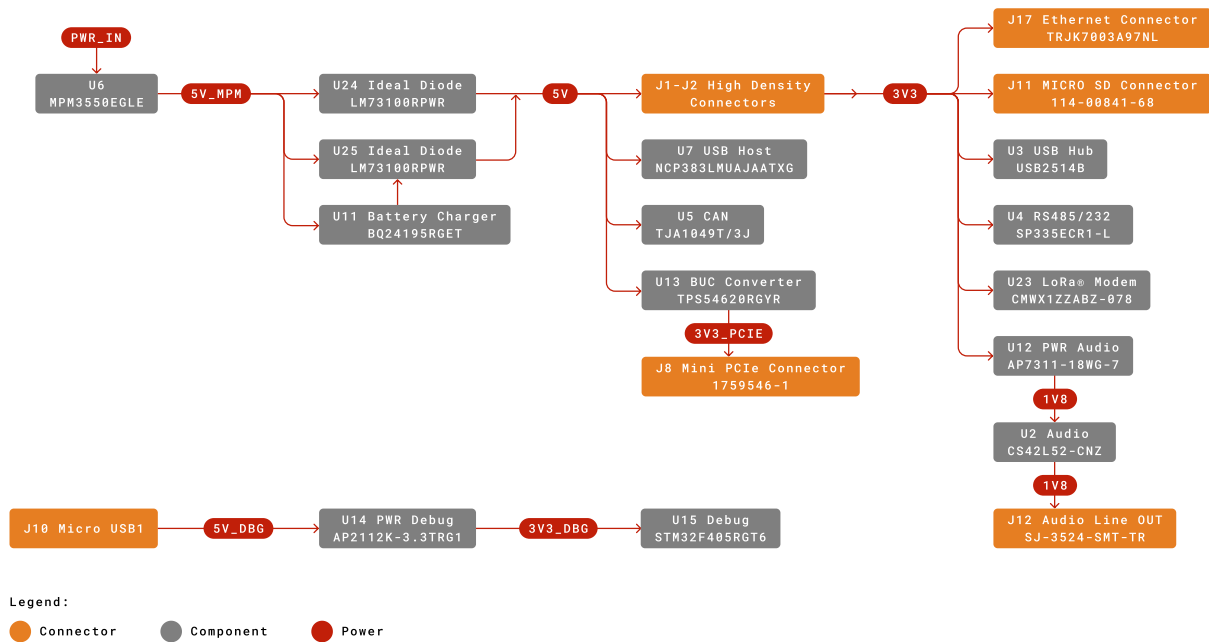 PWR_IN
U6
MPM3550EGLE
5V_MPM
U24 Ideal Diode
LM73100RPWR
U25 Ideal Diode
LM73100RPWR
U11 Battery Charger
BQ24195RGET
5V
J1-J2 High Density
Connectors
U7 USB Host
NCP383LMUAJAATXG
U5 CAN
TJA1049T/3J
U13 BUC Converter
TPS54620RGYR
3V3_PCIE
J8 Mini PCIe Connector
1759546-1
3V3
J17 Ethernet Connector
TRJK7003A97NL
J11 MICRO SD Connector
114-00841-68
U3 USB Hub
USB2514B
U4 RS485/232
SP335ECR1-L
U23 LoRa® Modem
CMWX1ZZABZ-078
U12 PWR Audio
AP7311-18WG-7
1V8
U2 Audio
CS42L52-CNZ
1V8
J12 Audio Line OUT
SJ-3524-SMT-TR
J10 Micro USB1
5V_DBG
U14 PWR Debug
AP2112K-3.3TRG1
3V3_DBG
U15 Debug
STM32F405RGT6
Legend:
Connector
Component
Power